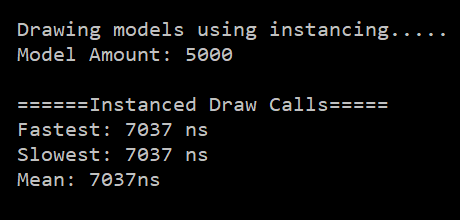 Drawing models using instancing.....
Model Amount: 5000
======Instanced Draw Calls=====
Fastest: 7037 ns
Slowest: 7037 ns
Mean: 7037ns